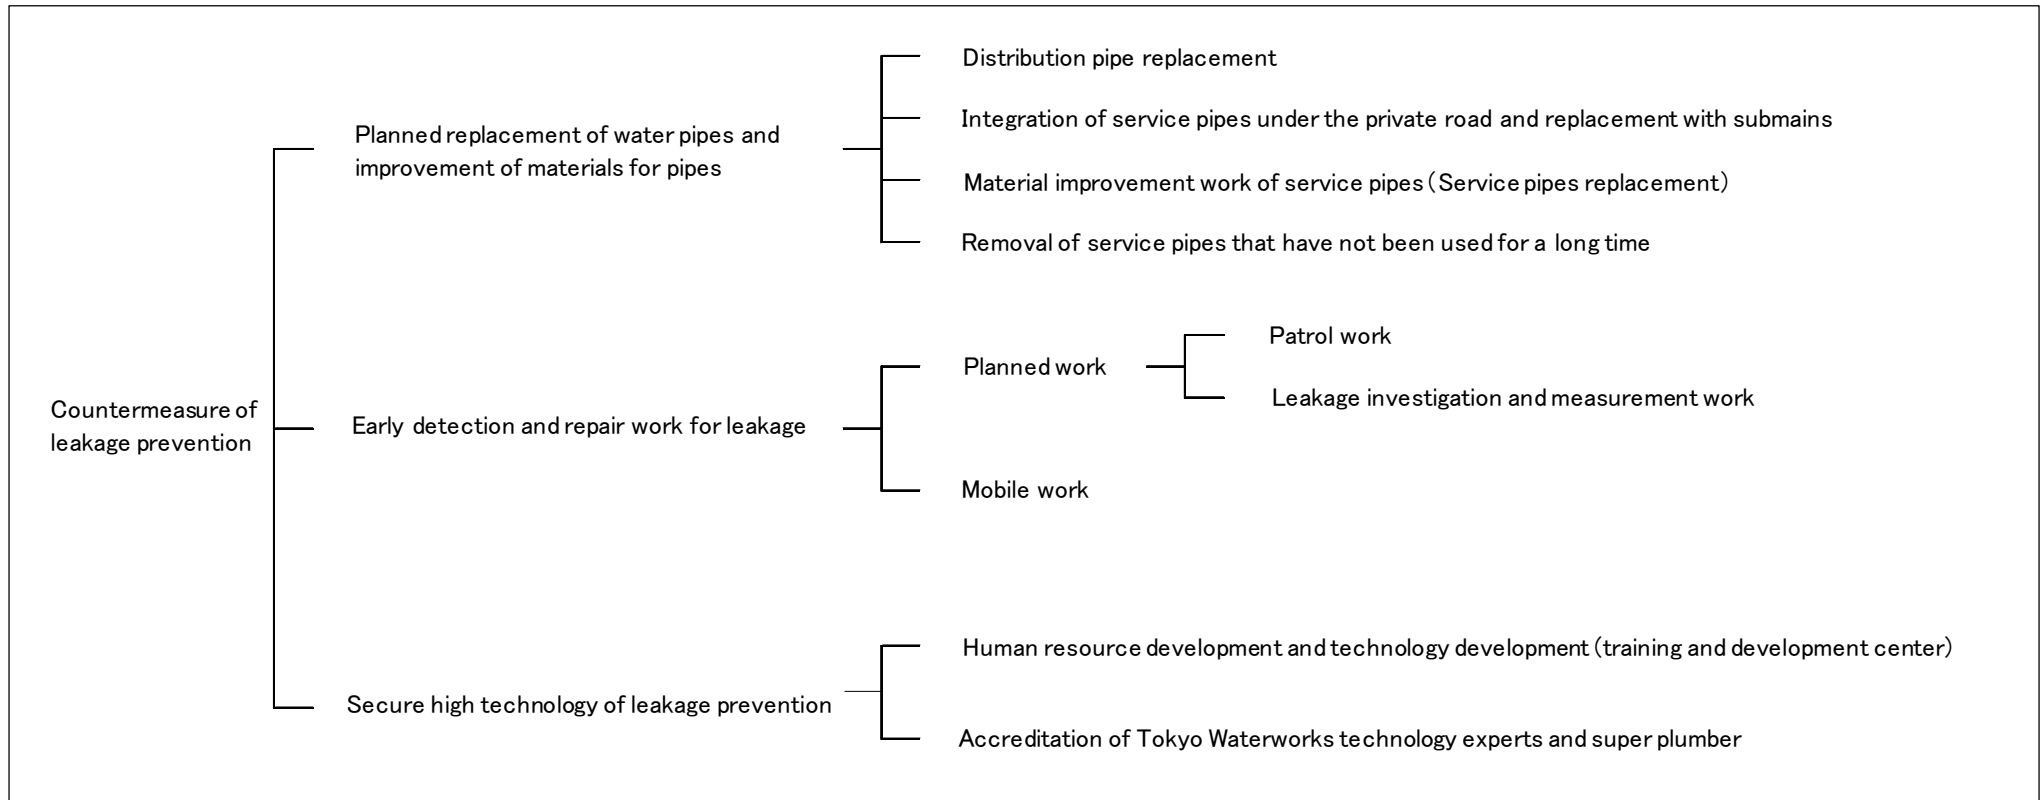 Countermeasure of
leakage prevention
Planned replacement of water pipes and
improvement of materials for pipes
Distribution pipe replacement
Integration of service pipes under the private road and replacement with submains
Material improvement work of service pipes (Service pipes replacement)
Removal of service pipes that have not been used for a long time
Early detection and repair work for leakage
Planned work
Patrol work
Leakage investigation and measurement work
Mobile work
Secure high technology of leakage prevention
Human resource development and technology development (training and development center)
Accreditation of Tokyo Waterworks technology experts and super plumber